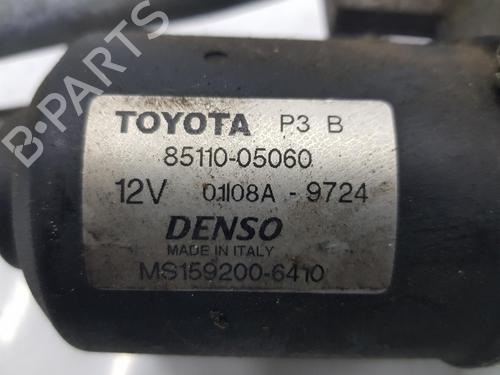 TOYOTA P3 B
85110-05060
12V 0.1108A - 9724
DENSO
MADE IN ITALY
MS159200-6410
B-PARTS